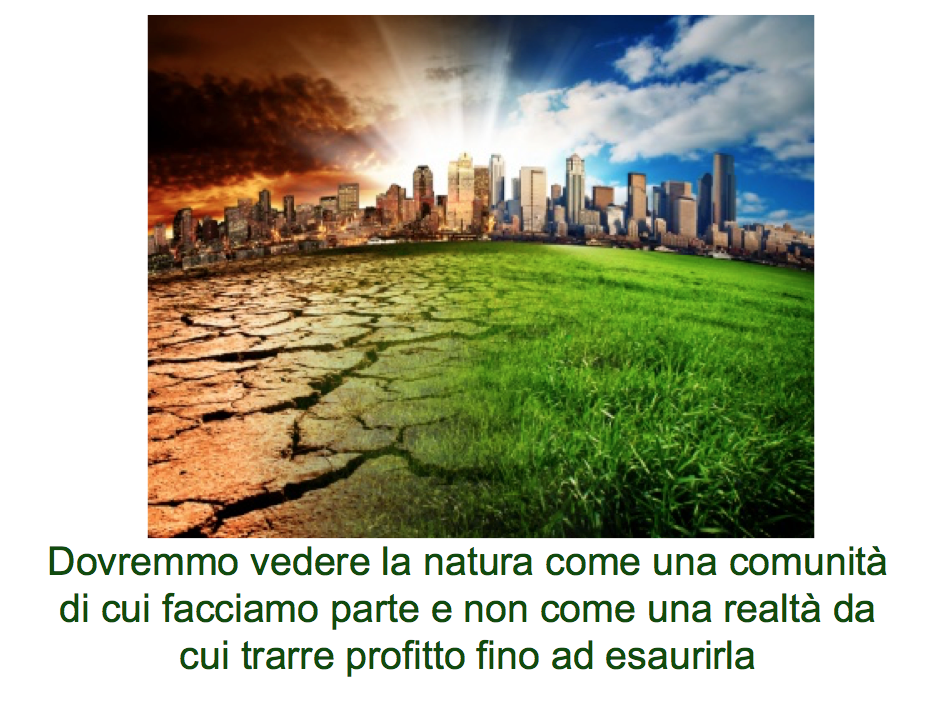 Dovremmo vedere la natura come una comunità
di cui facciamo parte e non come una realtà da
cui trarre profitto fino ad esaurirla